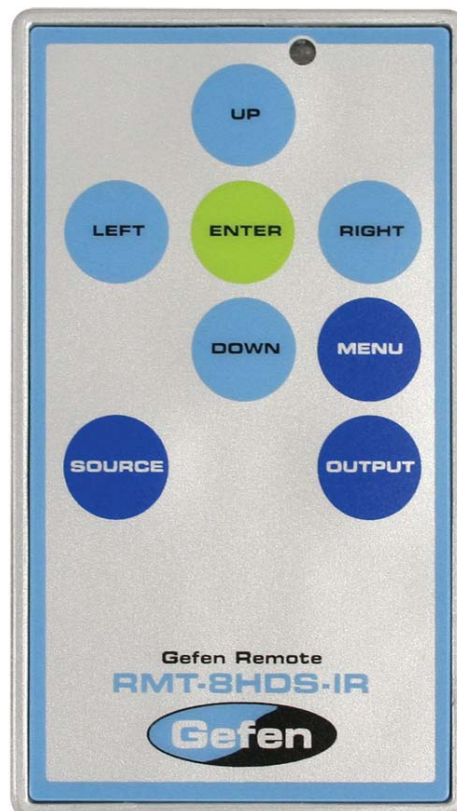 UP
LEFT ENTER RIGHT
DOWN MENU
SOURCE OUTPUT
Gefen Remote
RMT-8HDS-IR
Gefen